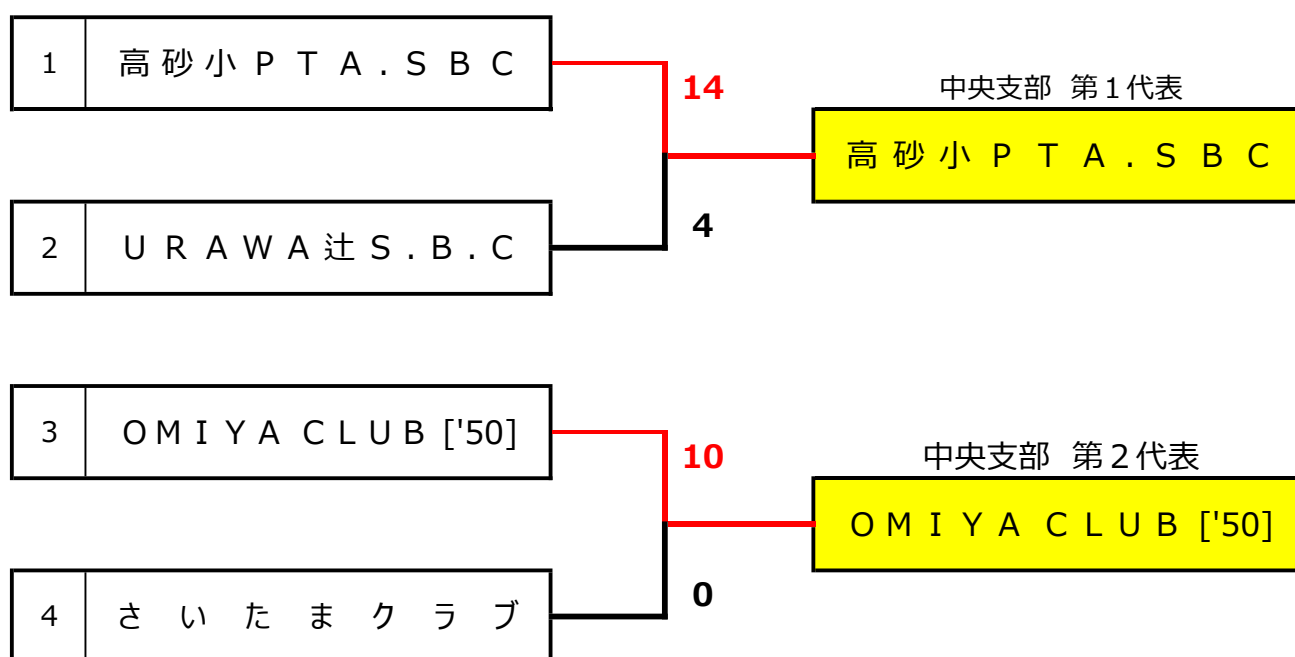 1 高砂小ＰＴＡ.ＳＢＣ
14
中央支部 第１代表
高砂小ＰＴＡ.ＳＢＣ
2 ＵＲＡＷＡ辻Ｓ.Ｂ.Ｃ
4
3 ＯＭＩＹＡ ＣＬＵＢ ['50]
10
中央支部 第２代表
ＯＭＩＹＡ ＣＬＵＢ ['50]
4 さいたまクラブ
0